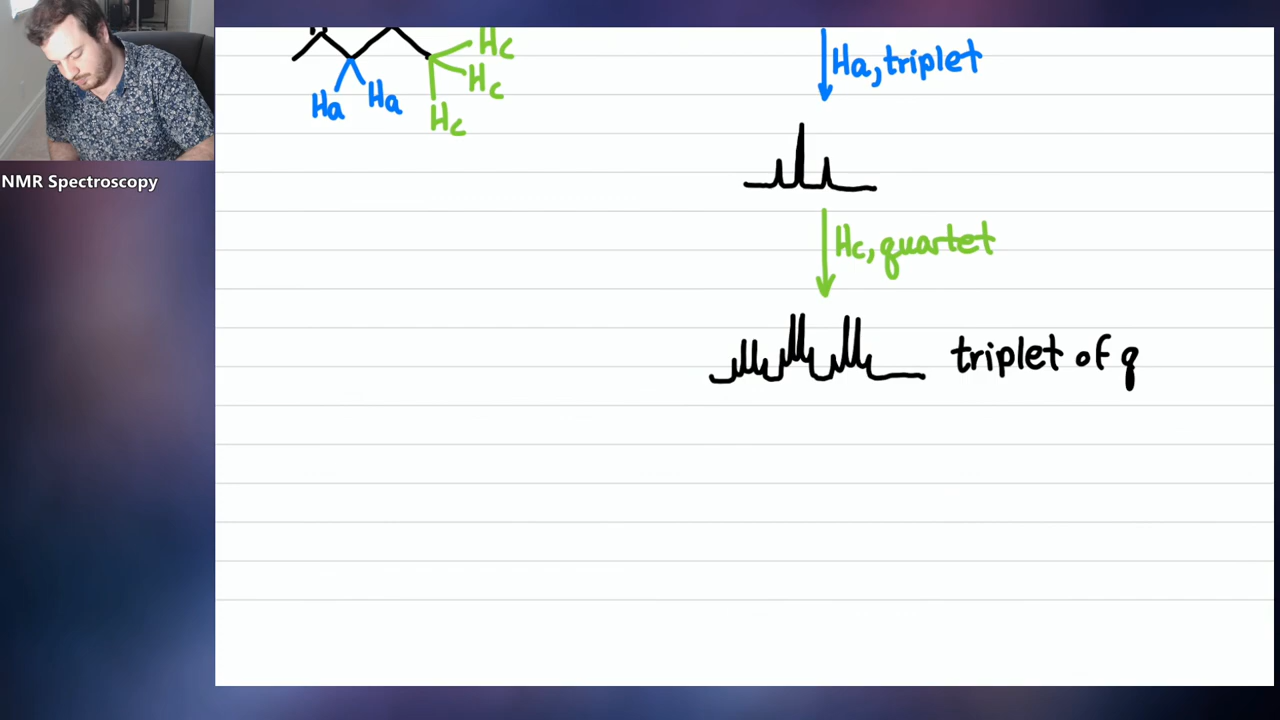 Hc
Ha, triplet
Hc
Ha Ha
Hc
NMR Spectroscopy
Hc, quartet
triplet of q